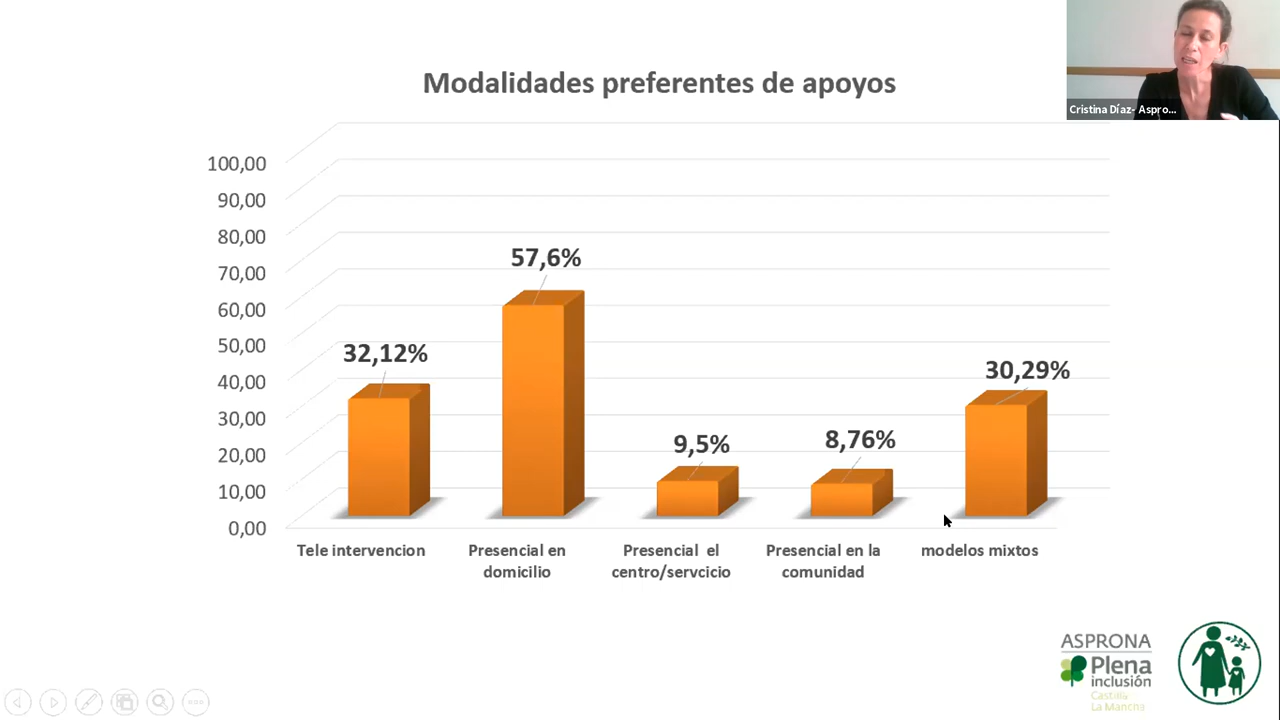 Modalidades preferentes de apoyos
Cristina Díaz- Aspro...
100,00
90,00
80,00
70,00
60,00
50,00
40,00
30,00
20,00
10,00
0,00
32,12%
57,6%
9,5%
8,76%
30,29%
Tele intervencion
Presencial en
domicilio
Presencial el
centro/servcicio
Presencial en la
comunidad
modelos mixtos
ASPRONA
Plena
inclusión
Castilla
La Mancha